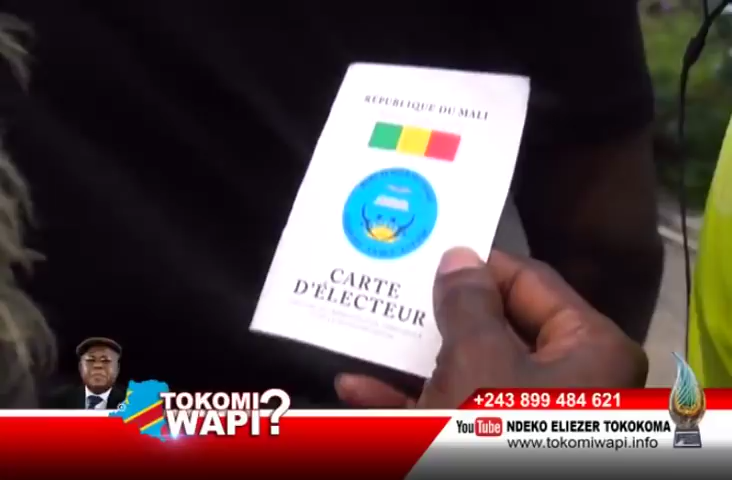 RÉPUBLIQUE DU MALI
CARTE
D'ÉLECTEUR
TOKOMI
WAPI?
+243 899 484 621
YouTube NDEKO ELIEZER TOKOKOMA
www.tokomiwapi.info